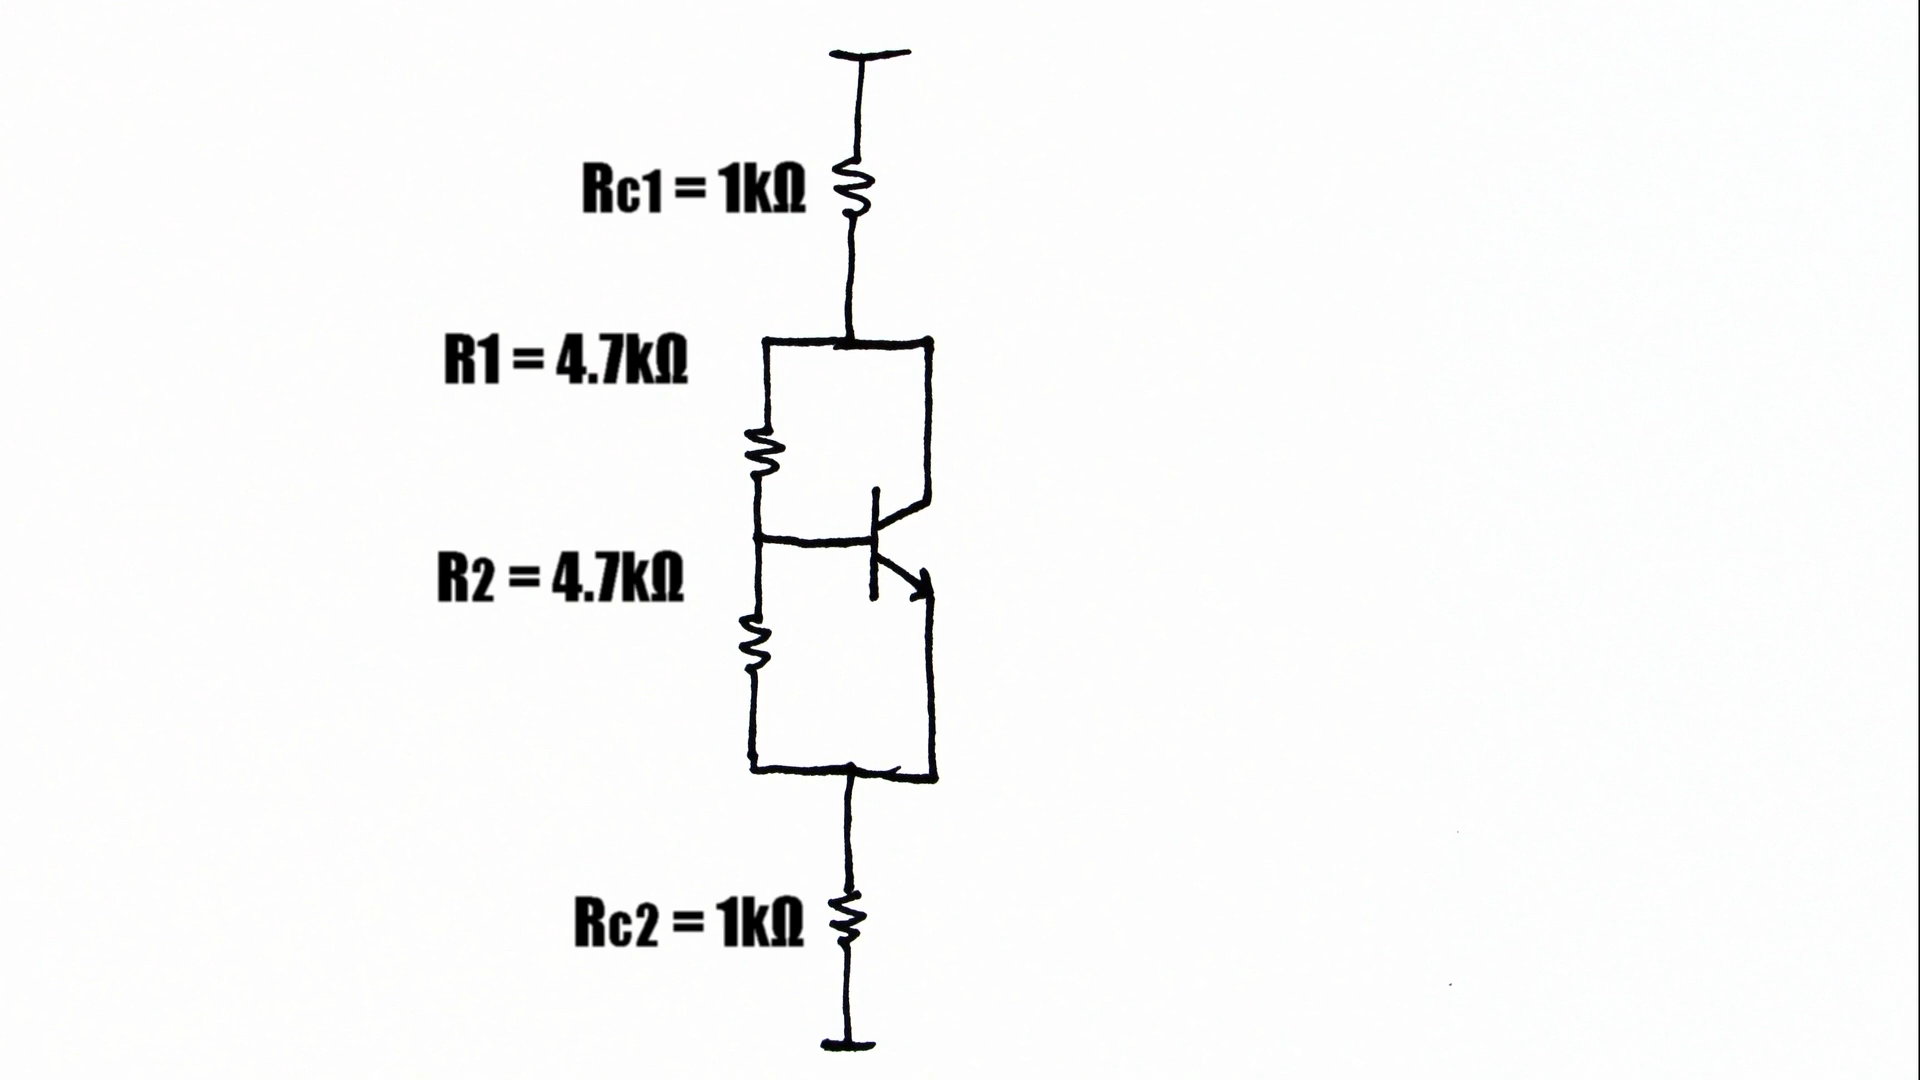 Rc1 = 1kΩ
R1 = 4.7kΩ
R2 = 4.7kΩ
Rc2 = 1kΩ